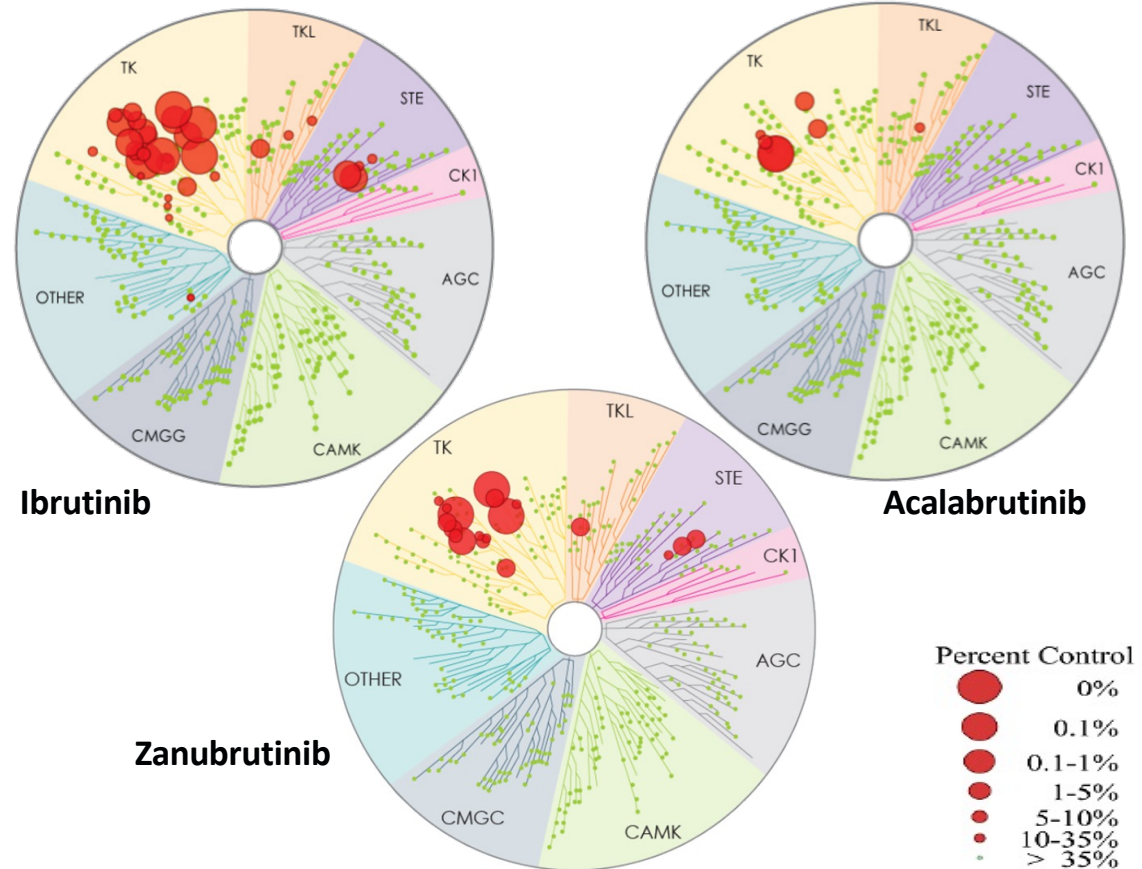 TK
TKL
STE
CK1
AGC
CAMK
CMGG
OTHER
Ibrutinib
TK
TKL
STE
CK1
AGC
CAMK
CMGG
OTHER
Acalabrutinib
TK
TKL
STE
CK1
AGC
CAMK
CMGC
OTHER
Zanubrutinib
Percent Control
0%
0.1%
0.1-1%
1-5%
5-10%
10-35%
> 35%